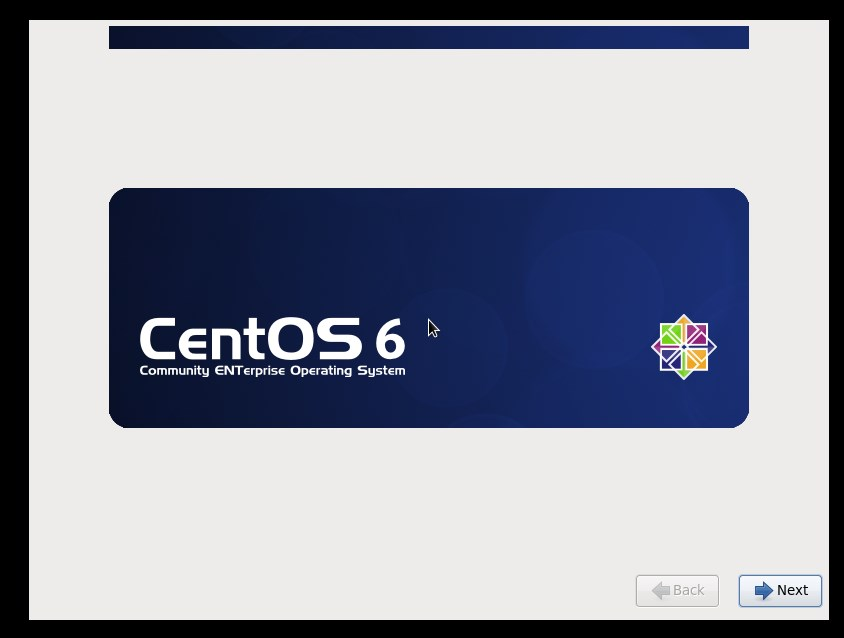 CentOS 6
Community ENTerprise Operating System
Back
Next